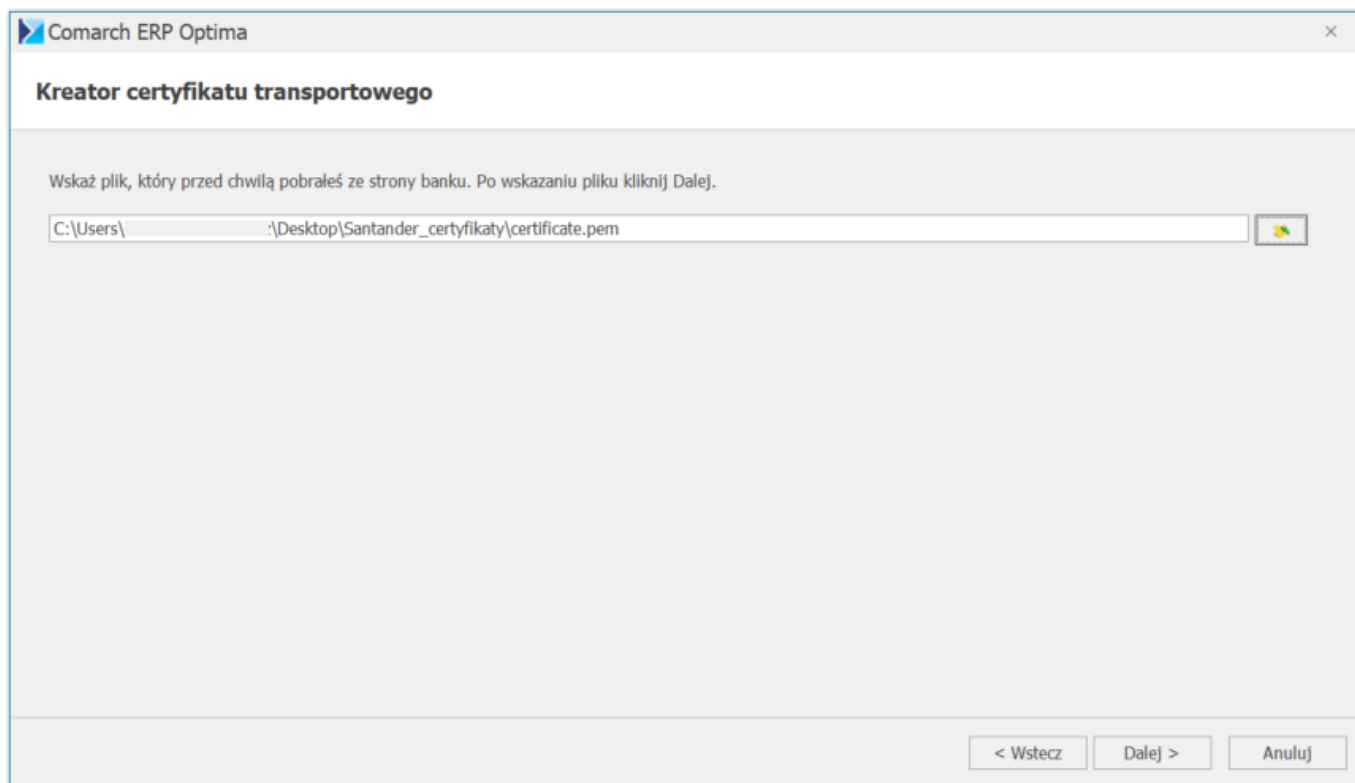 Comarch ERP Optima
Kreator certyfikatu transportowego
Wskaż plik, który przed chwilą pobrałeś ze strony banku. Po wskazaniu pliku kliknij Dalej.
C:\Users\ :\Desktop\Santander_certyfikaty\certificate.pem
< Wstecz Dalej > Anuluj